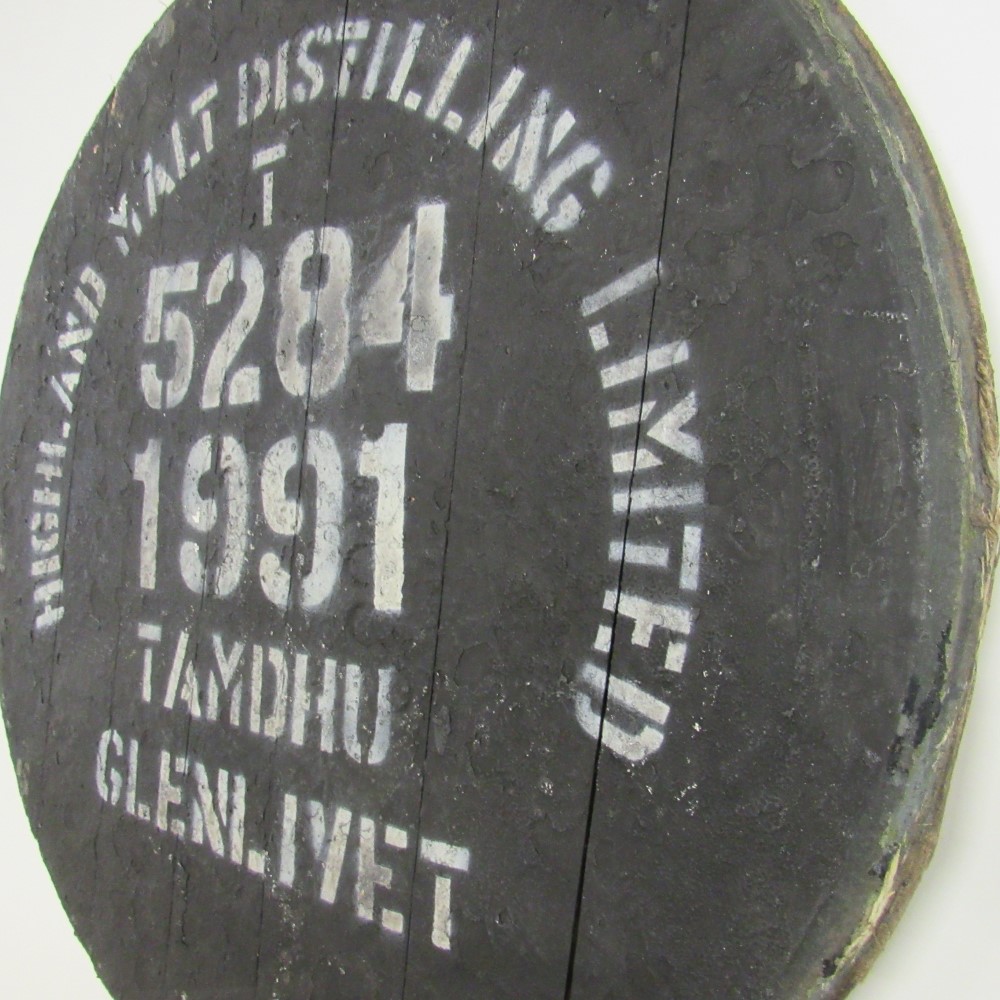 HIGHLAND MALT DISTILLING LIMITED
T
5284
1991
TAMDHU
GLENLIVET